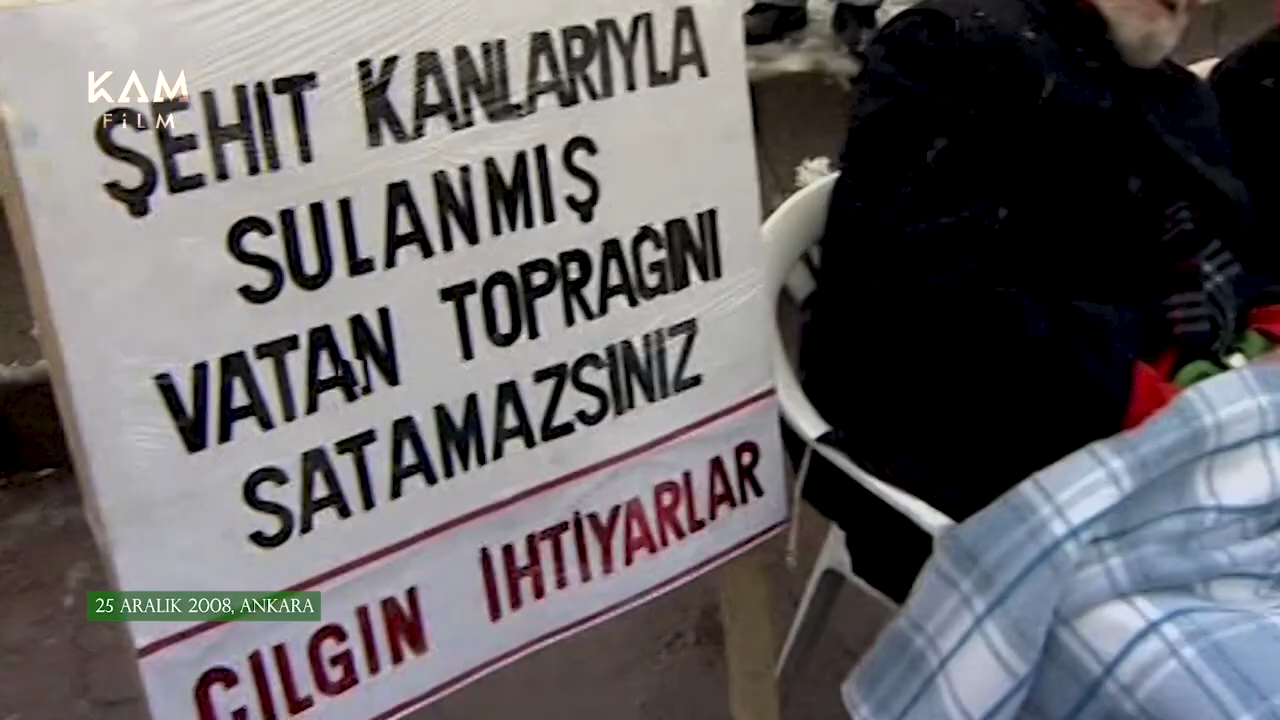 KAM
FİLM
ŞEHIT KANLARIYLA
SULANMIŞ
VATAN TOPRAGINI
SATAMAZSINIZ
ÇILGIN İHTİYARLAR
25 ARALIK 2008, ANKARA